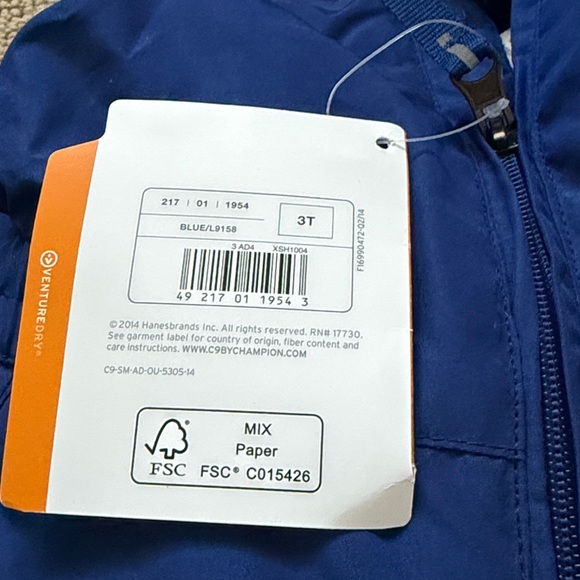 217 | 01 | 1954
3T
BLUE/L9158
3 AD4 XSH1004
49 217 01 1954 3
F16990472-02/14
VENTUREDRY®
© 2014 Hanesbrands Inc. All rights reserved. RN# 17730.
See garment label for country of origin, fiber content and
care instructions. WWW.C9BYCHAMPION.COM
C9-SM-AD-OU-5305-14
FSC
MIX
Paper
FSC® C015426